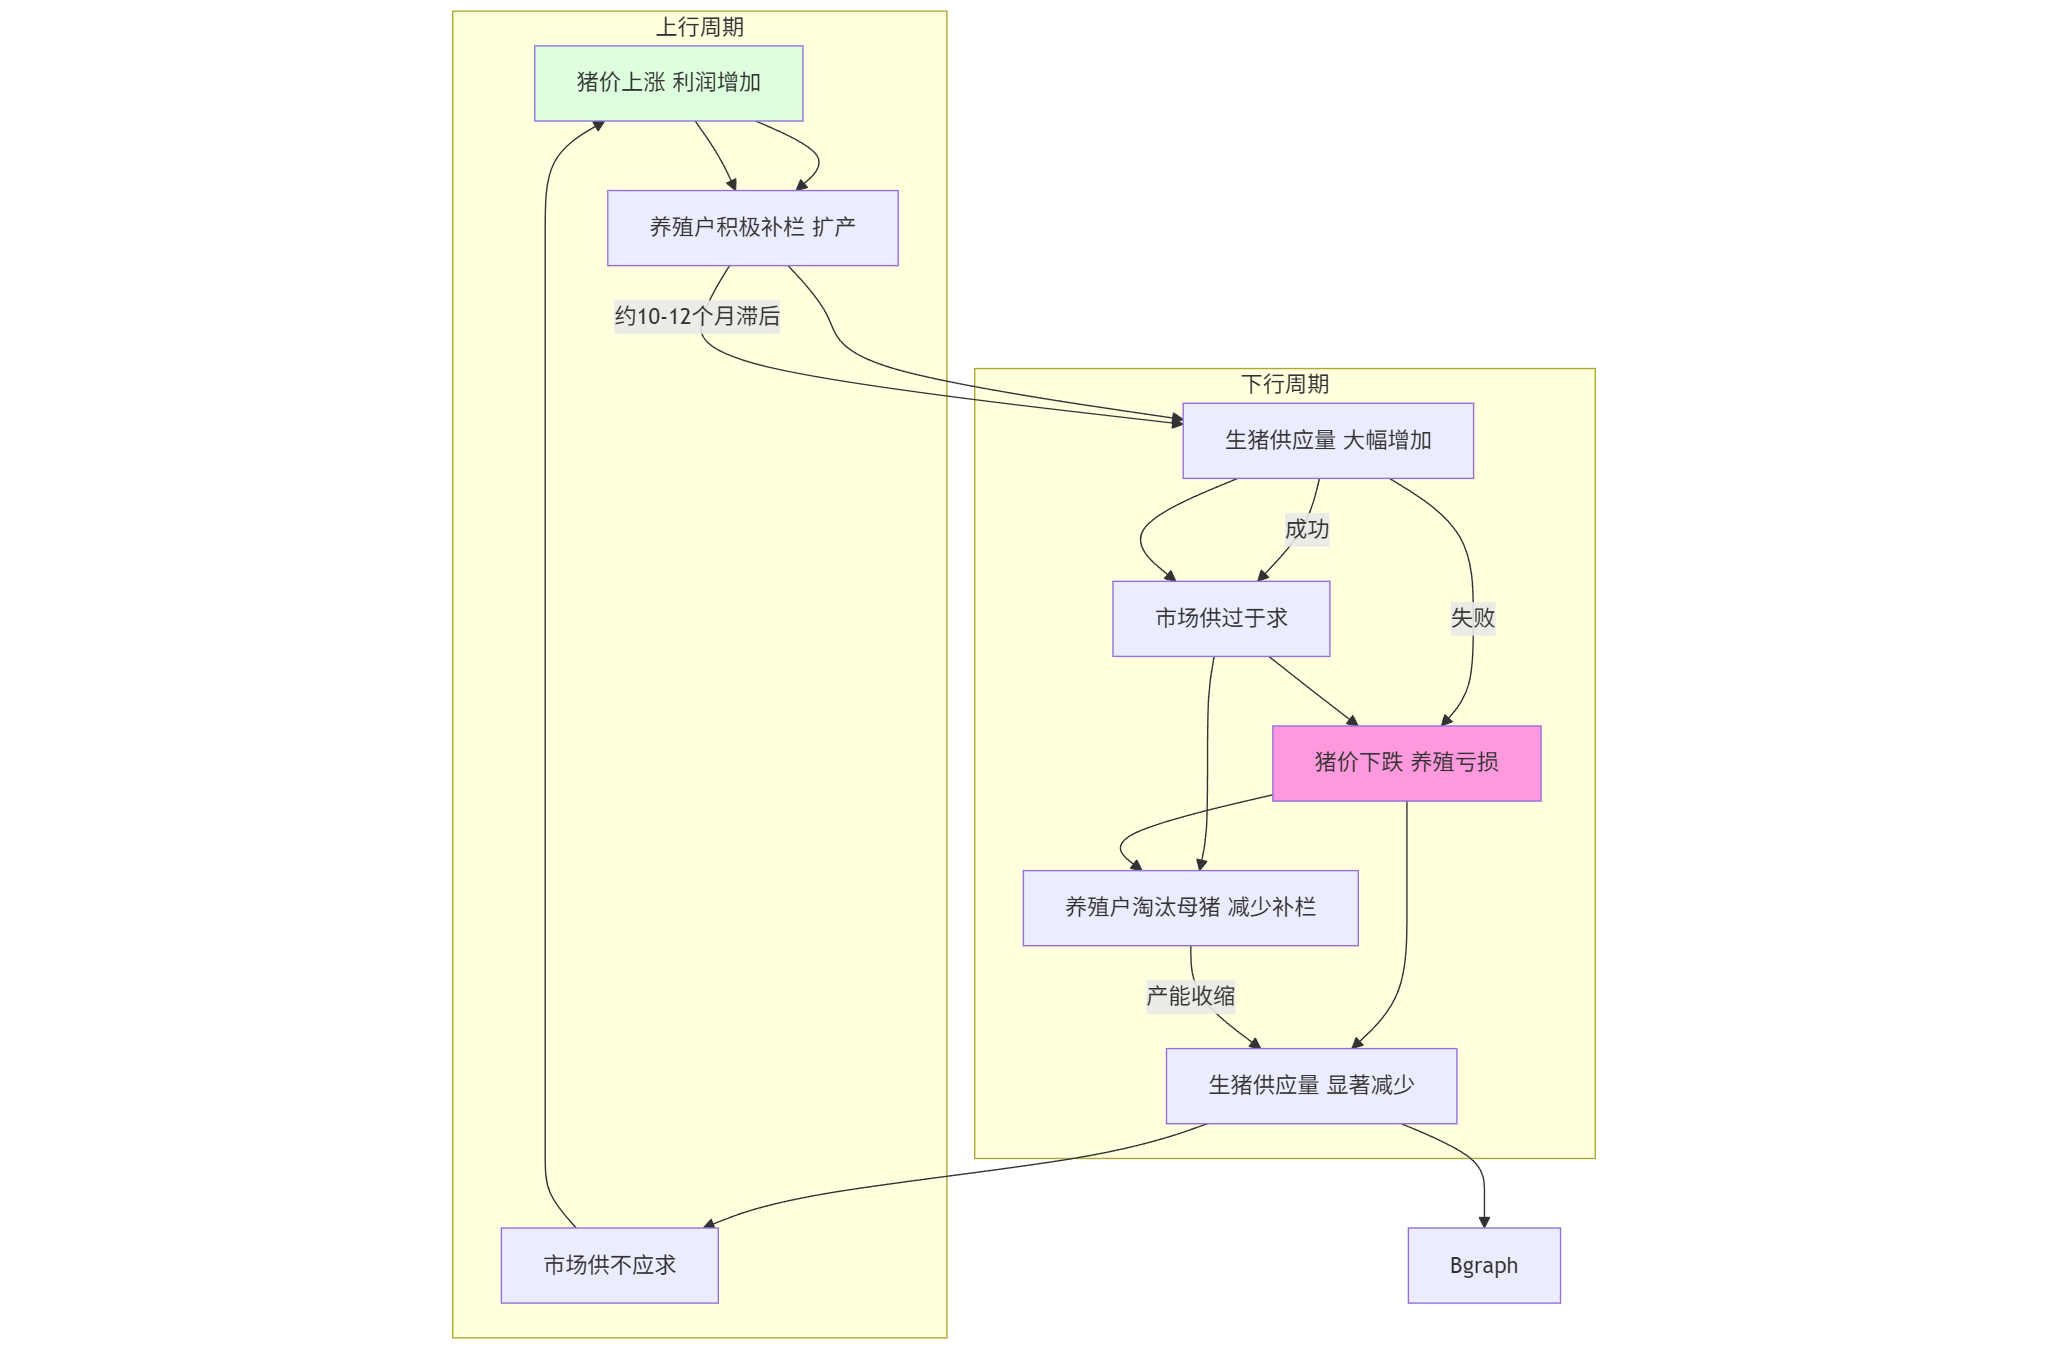 上行周期
猪价上涨 利润增加
养殖户积极补栏 扩产
约10-12个月滞后
下行周期
生猪供应量 大幅增加
成功
市场供过于求
失败
猪价下跌 养殖亏损
养殖户淘汰母猪 减少补栏
产能收缩
生猪供应量 显著减少
市场供不应求
Bgraph